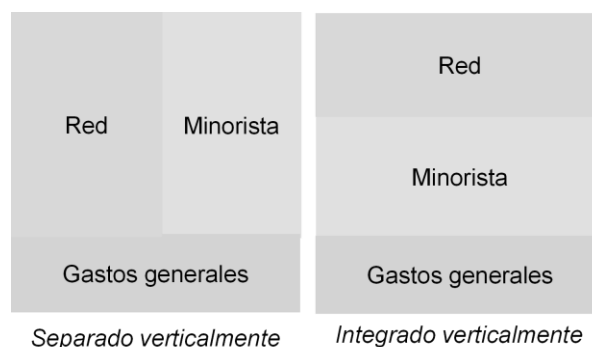 Red
Minorista
Gastos generales
Separado verticalmente
Red
Minorista
Gastos generales
Integrado verticalmente